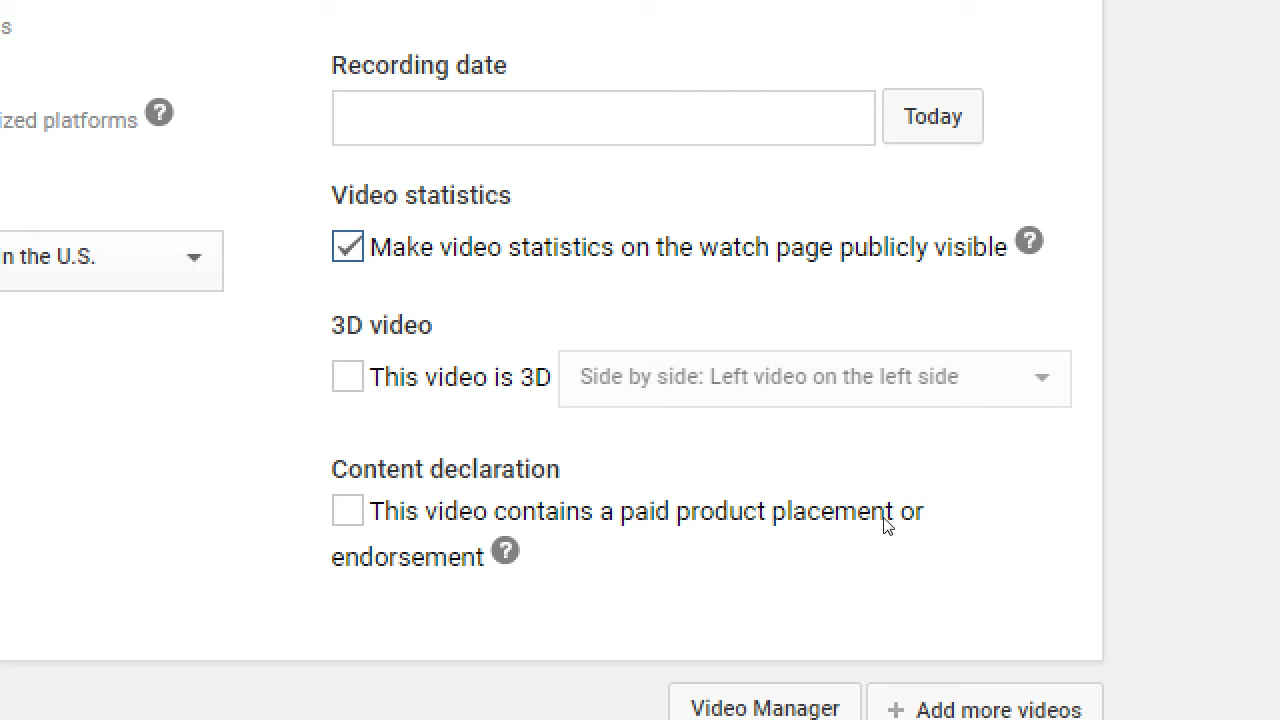 s
ized platforms
n the U.S.
Recording date
Today
Video statistics
Make video statistics on the watch page publicly visible
3D video
This video is 3D
Side by side: Left video on the left side
Content declaration
This video contains a paid product placement or
endorsement
Video Manager
+ Add more videos